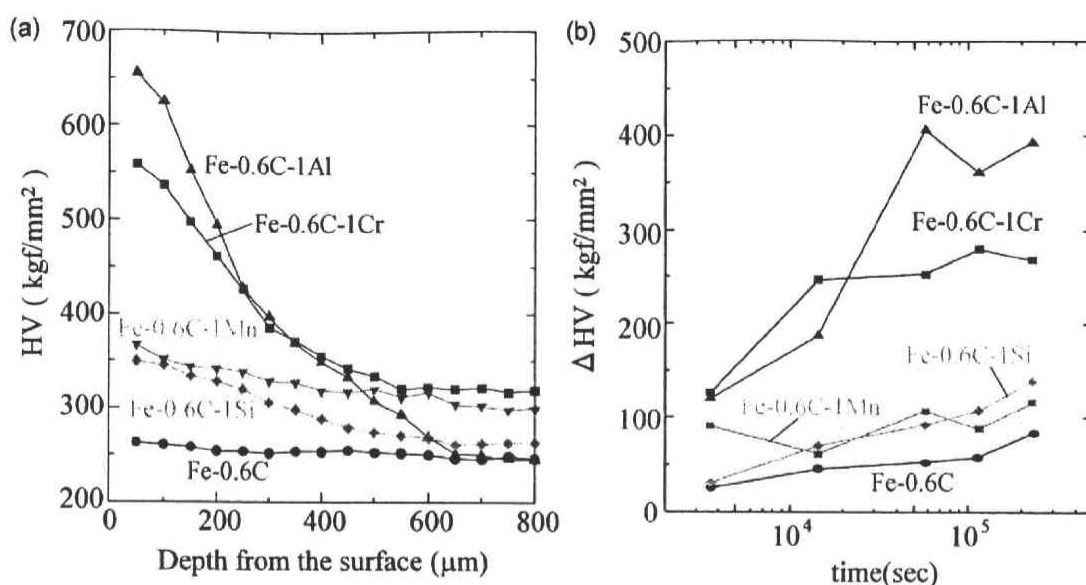 (a)
700
600
500
400
300
200
HV ( kgf/mm²)
Fe-0.6C-1Al
Fe-0.6C-1Cr
Fe-0.6C-1Mn
Fe-0.6C-1Si
Fe-0.6C
0
200
400
600
800
Depth from the surface (μm)
(b)
500
400
300
200
100
0
Δ HV ( kgf/mm²)
Fe-0.6C-1Al
Fe-0.6C-1Cr
Fe-0.6C-1Si
Fe-0.6C-1Mn
Fe-0.6C
10⁴
10⁵
time(sec)